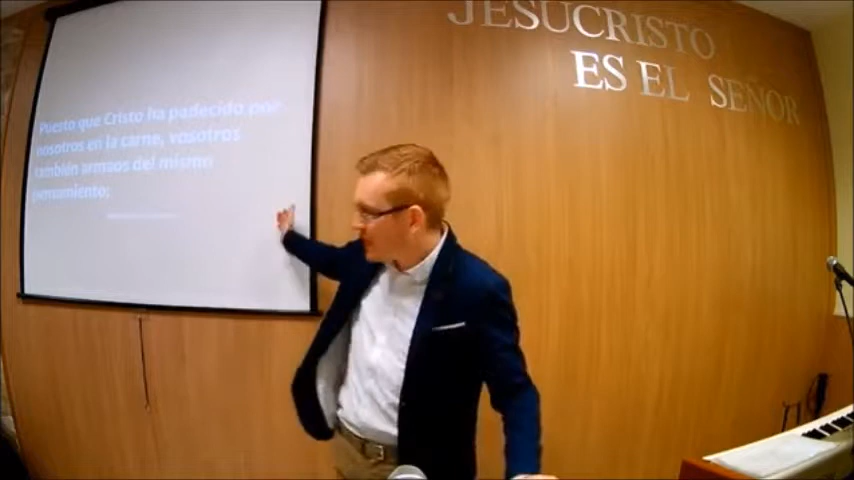 JESUCRISTO
ES EL SEÑOR
Puesto que Cristo ha padecido por
nosotros en la carne, vosotros
también armaos del mismo
pensamiento;